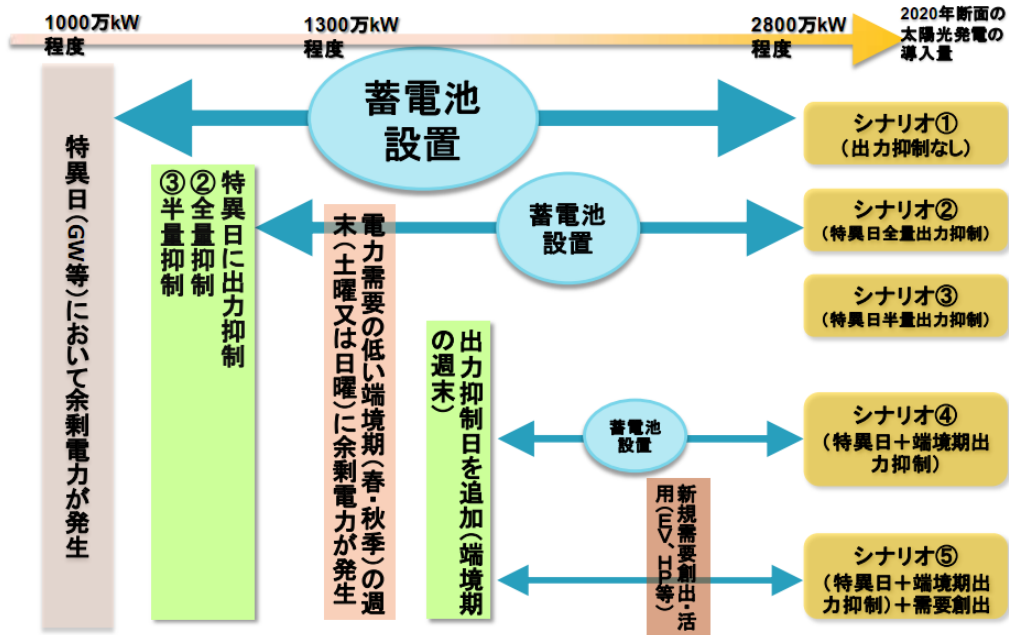 1000万kW
程度
1300万kW
程度
2800万kW
程度
2020年断面の
太陽光発電の
導入量
特異日(GW等)において余剰電力が発生
蓄電池
設置
シナリオ①
(出力抑制なし)
特異日に出力抑制
②全量抑制
③半量抑制
蓄電池
設置
シナリオ②
(特異日全量出力抑制)
シナリオ③
(特異日半量出力抑制)
電力需要の低い端境期(春・秋季)の週
末(土曜又は日曜)に余剰電力が発生
出力抑制日を追加(端境期
の週末)
蓄電池
設置
シナリオ④
(特異日+端境期出
力抑制)
新規需要創出・活
用(EV、HP等)
シナリオ⑤
(特異日+端境期出
力抑制)+需要創出